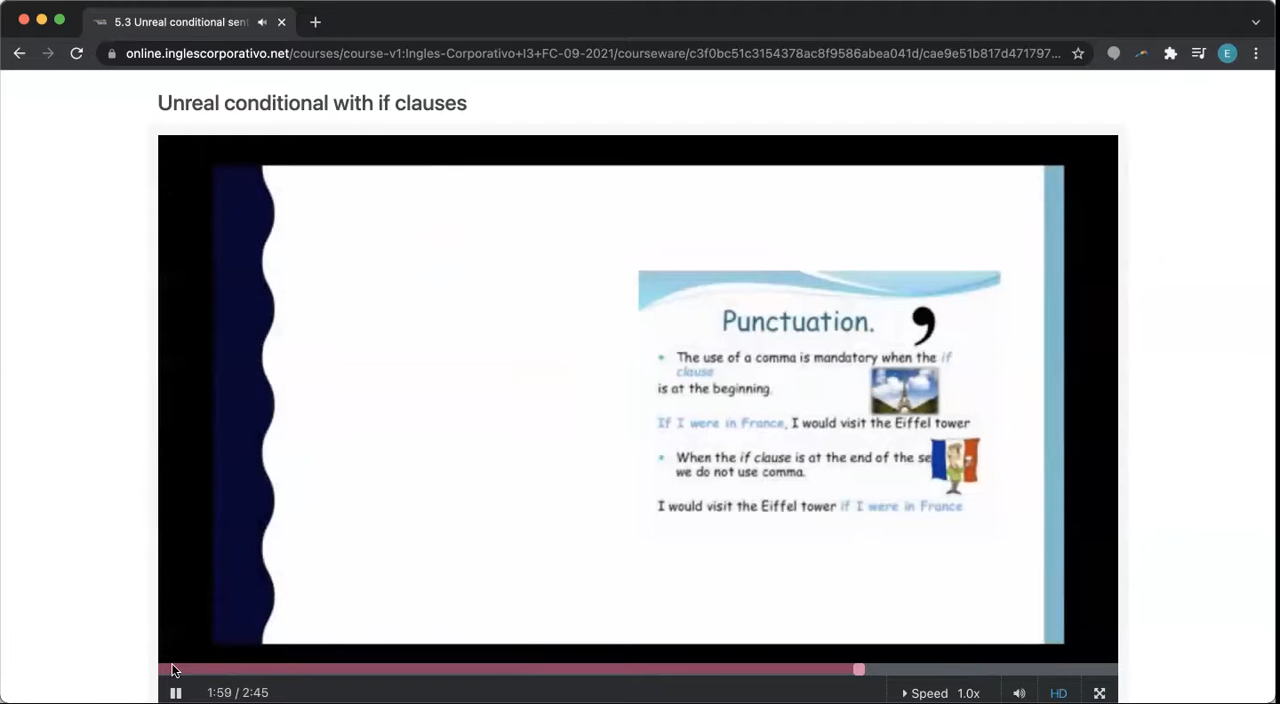 5.3 Unreal conditional sen
online.inglescorporativo.net/courses/course-v1:Ingles-Corporativo+I3+FC-09-2021/courseware/c3f0bc51c3154378ac8f9586abea041d/cae9e51b817d471797...
E
Unreal conditional with if clauses
Punctuation. ,
• The use of a comma is mandatory when the if
clause
is at the beginning.
If I were in France, I would visit the Eiffel tower
• When the if clause is at the end of the se
we do not use comma.
I would visit the Eiffel tower if I were in France
1:59 / 2:45
Speed 1.0x
HD